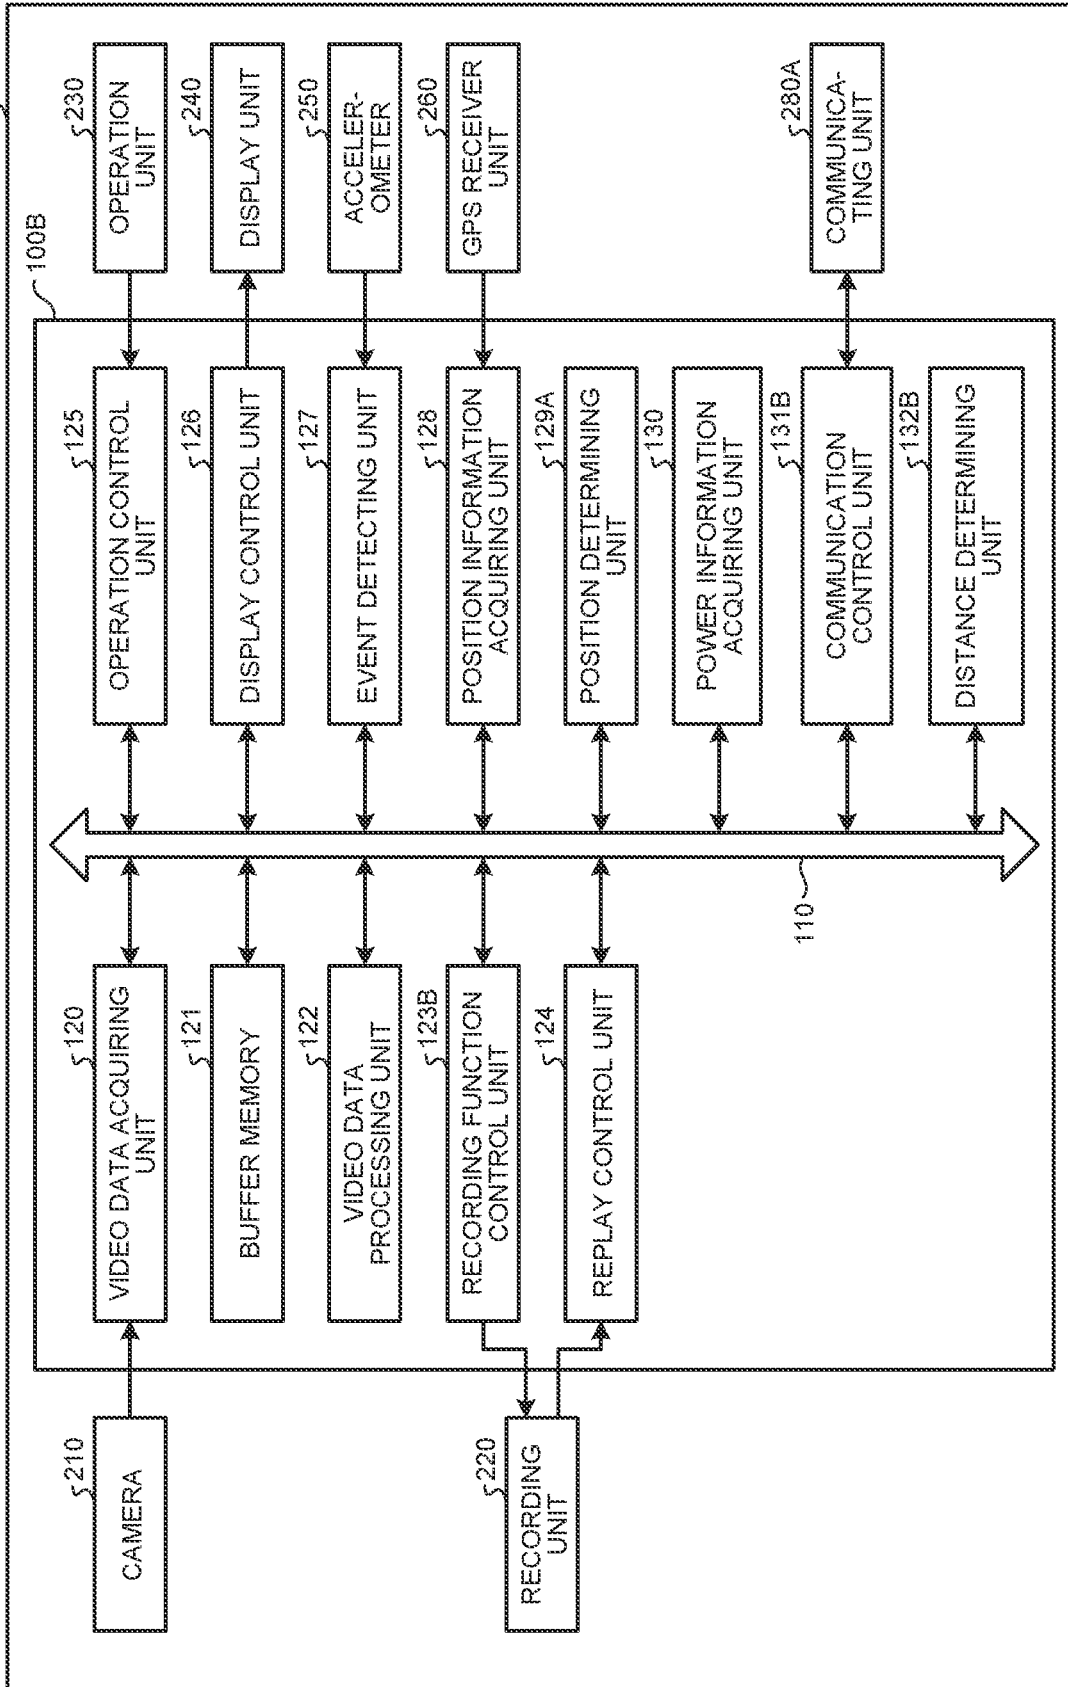 100B
210
CAMERA
220
RECORDING
UNIT
120
VIDEO DATA ACQUIRING
UNIT
121
BUFFER MEMORY
122
VIDEO DATA
PROCESSING UNIT
123B
RECORDING FUNCTION
CONTROL UNIT
124
REPLAY CONTROL UNIT
110
125
OPERATION CONTROL
UNIT
126
DISPLAY CONTROL UNIT
127
EVENT DETECTING UNIT
128
POSITION INFORMATION
ACQUIRING UNIT
129A
POSITION DETERMINING
UNIT
130
POWER INFORMATION
ACQUIRING UNIT
131B
COMMUNICATION
CONTROL UNIT
132B
DISTANCE DETERMINING
UNIT
230
OPERATION
UNIT
240
DISPLAY UNIT
250
ACCELER-
OMETER
260
GPS RECEIVER
UNIT
280A
COMMUNICA-
TING UNIT